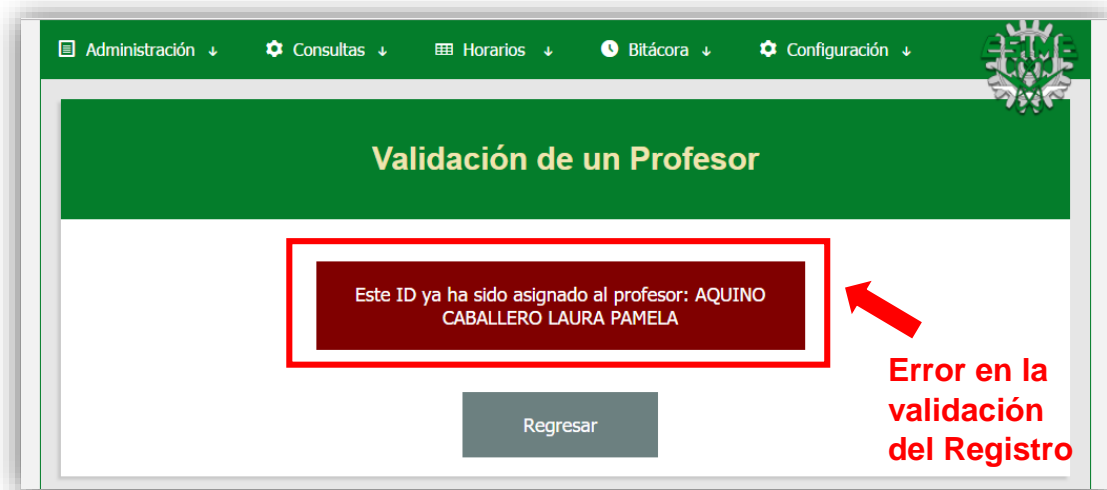 Administración ↓ Consultas ↓ Horarios ↓ Bitácora ↓ Configuración ↓
Validación de un Profesor
Este ID ya ha sido asignado al profesor: AQUINO
CABALLERO LAURA PAMELA
Error en la
validación
del Registro
Regresar